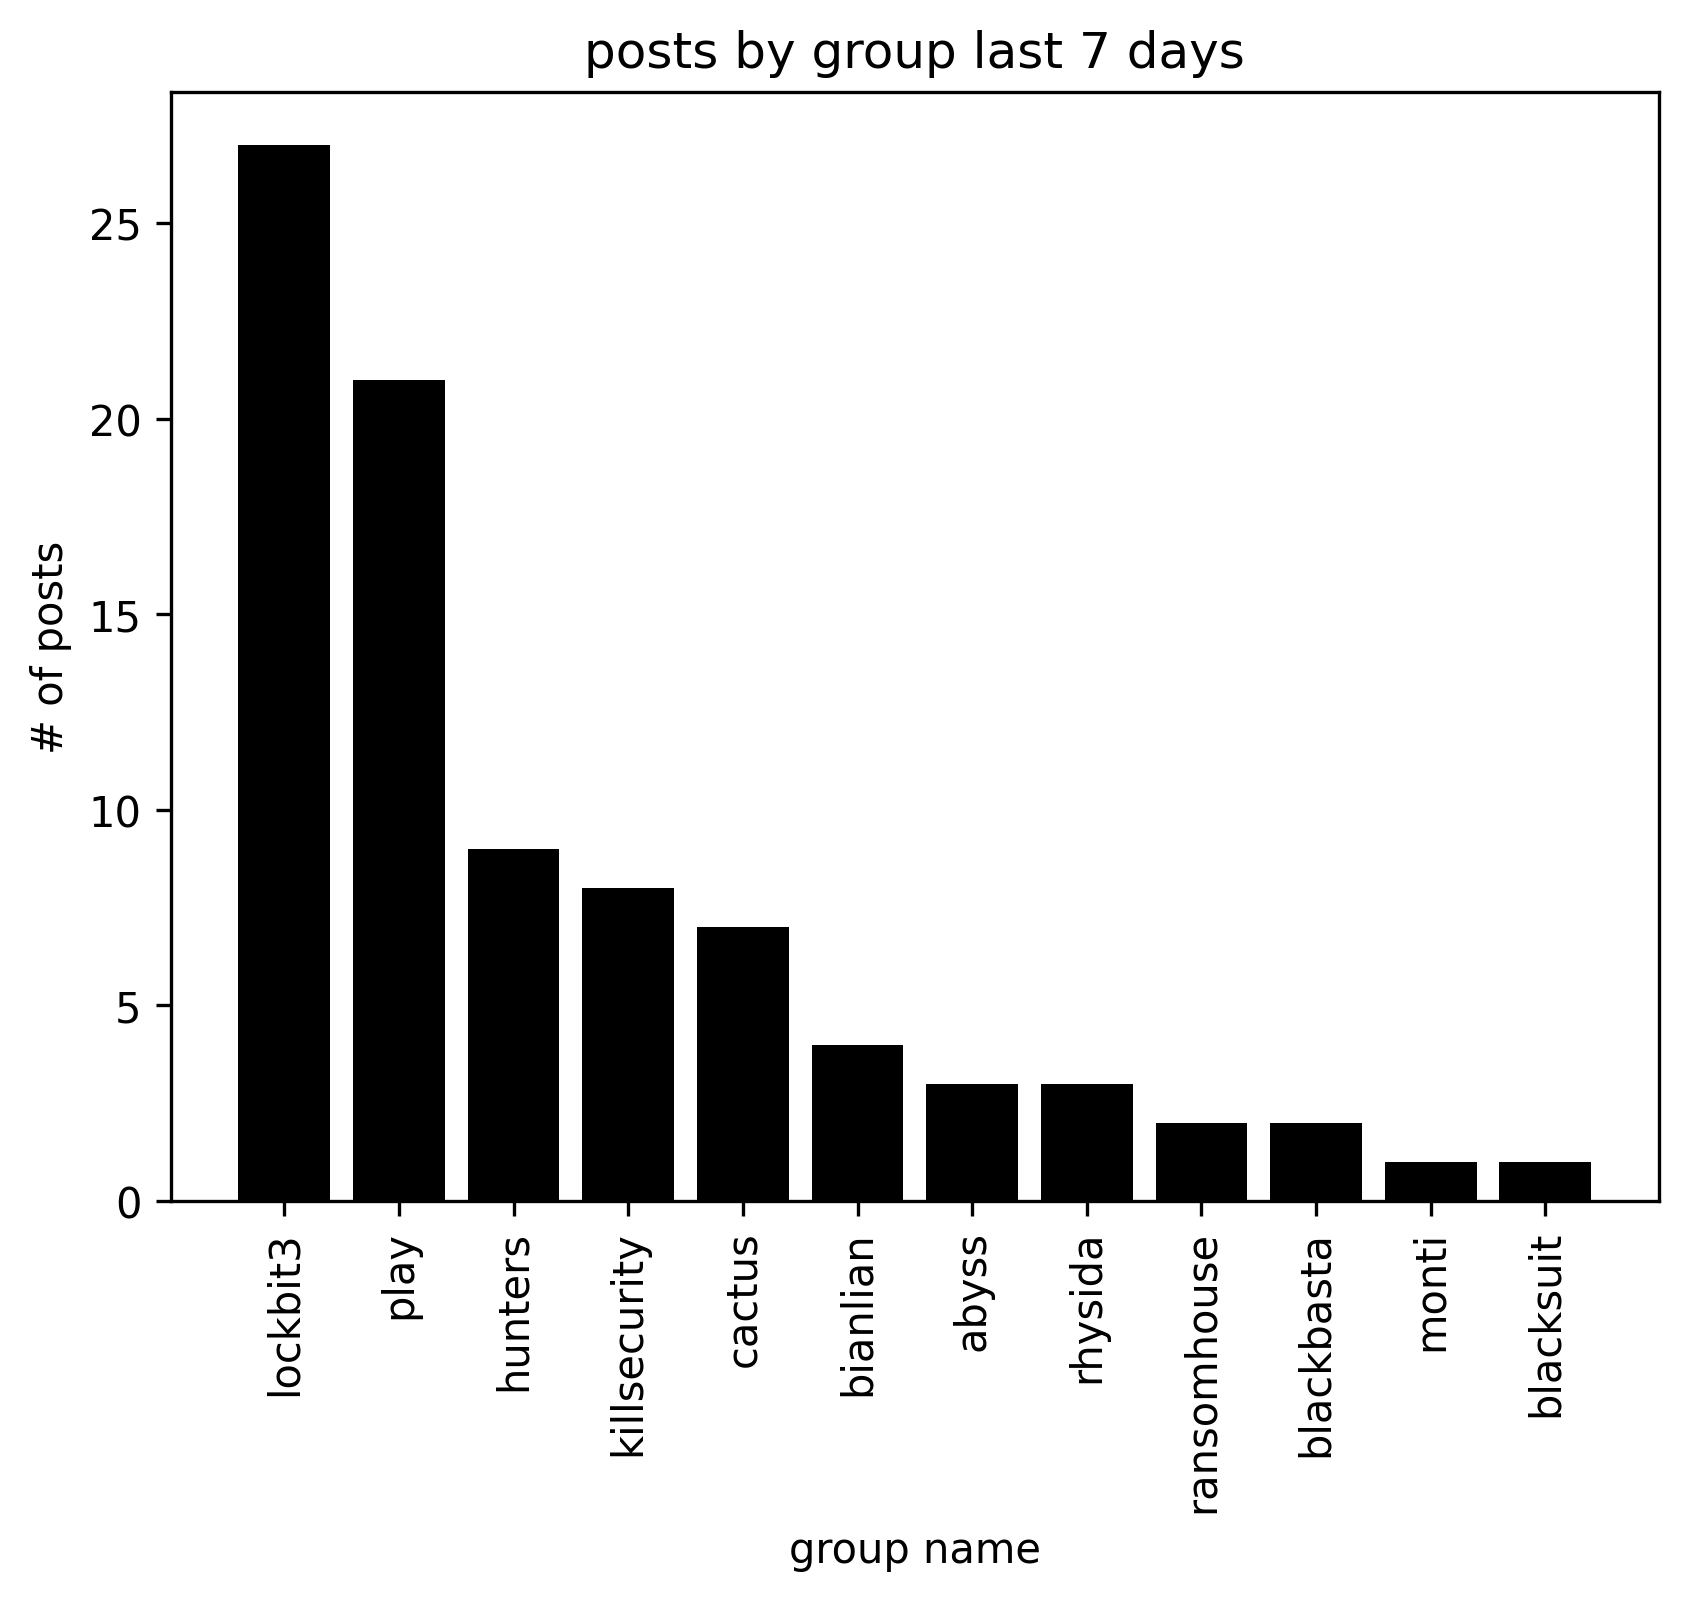 posts by group last 7 days
# of posts
25
20
15
10
5
0
lockbit3
play
hunters
killsecurity
cactus
bianlian
abyss
rhysida
ransomhouse
blackbasta
monti
blacksuit
group name